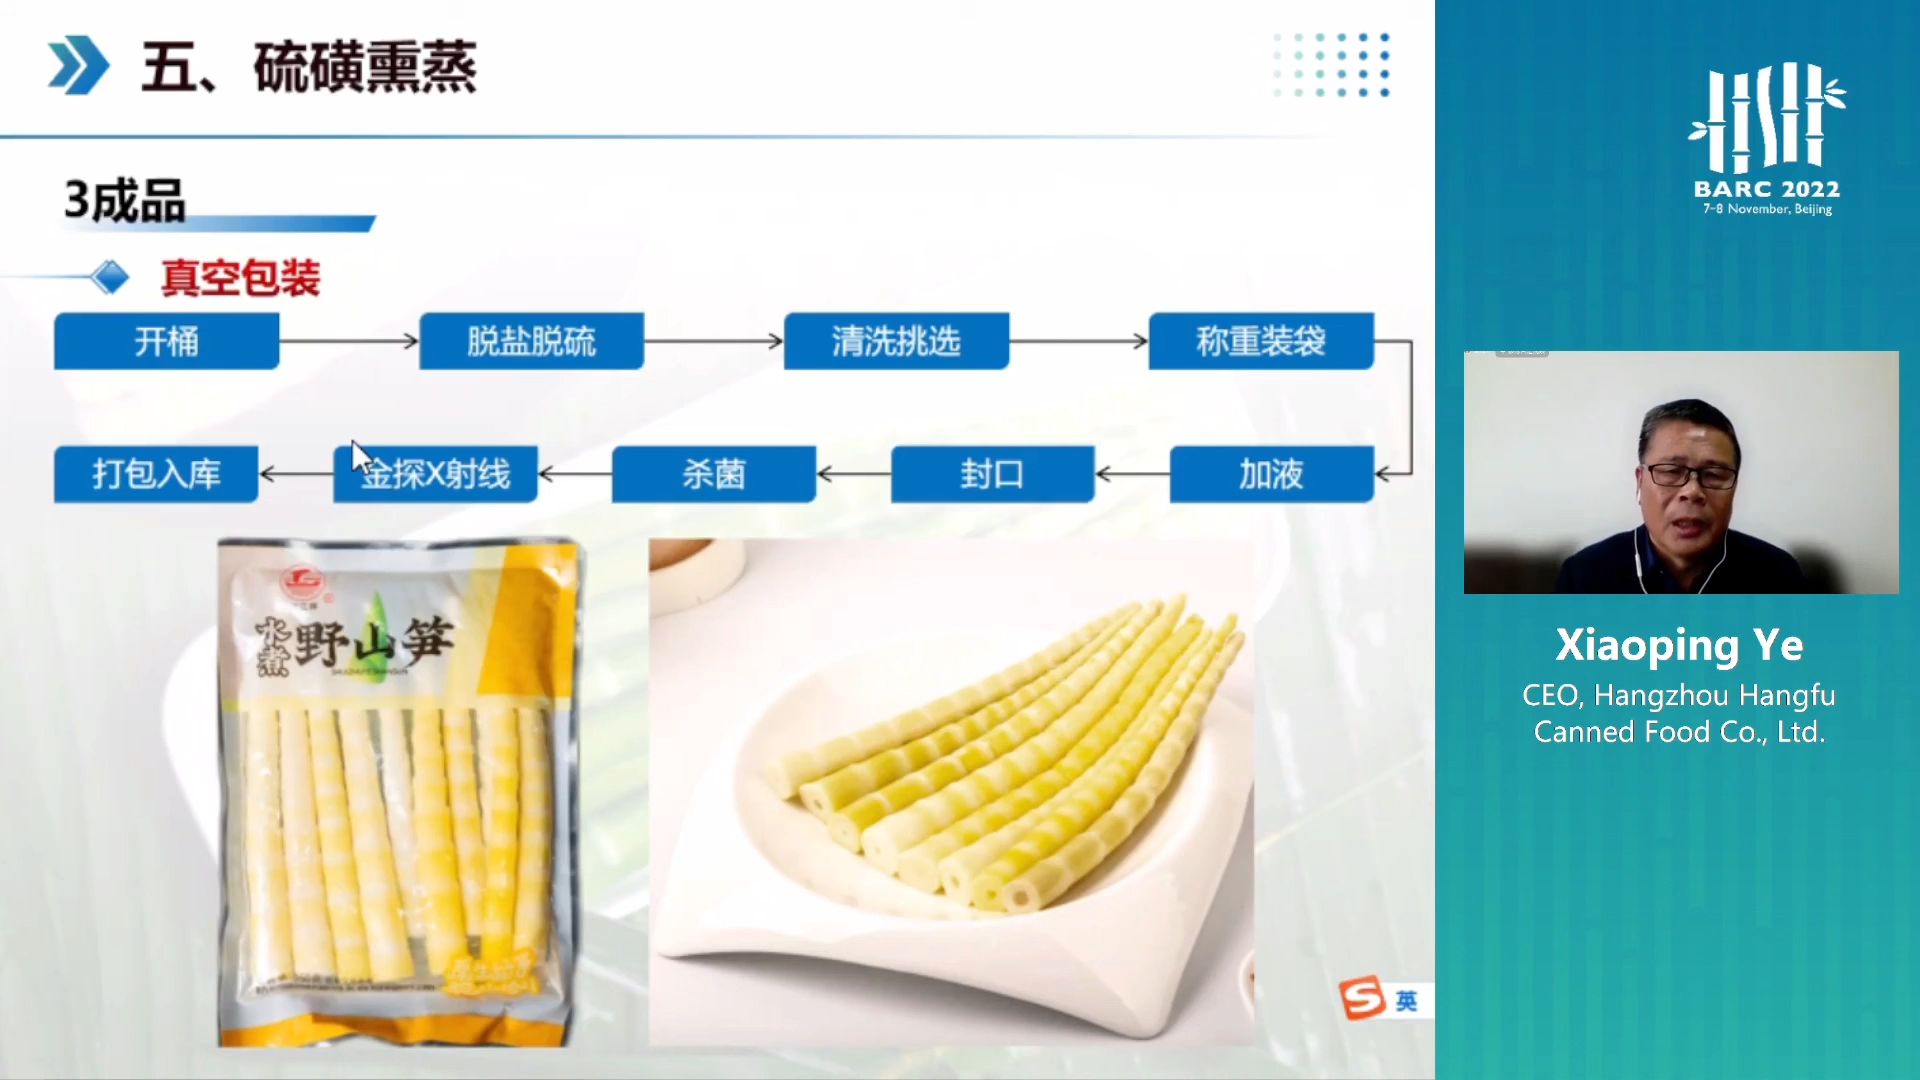 五、硫磺熏蒸
3成品
真空包装
开桶
脱盐脱硫
清洗挑选
称重装袋
打包入库
金探X射线
杀菌
封口
加液
水煮
野山笋
S 英
BARC 2022
7-8 November, Beijing
Xiaoping Ye
CEO, Hangzhou Hangfu
Canned Food Co., Ltd.